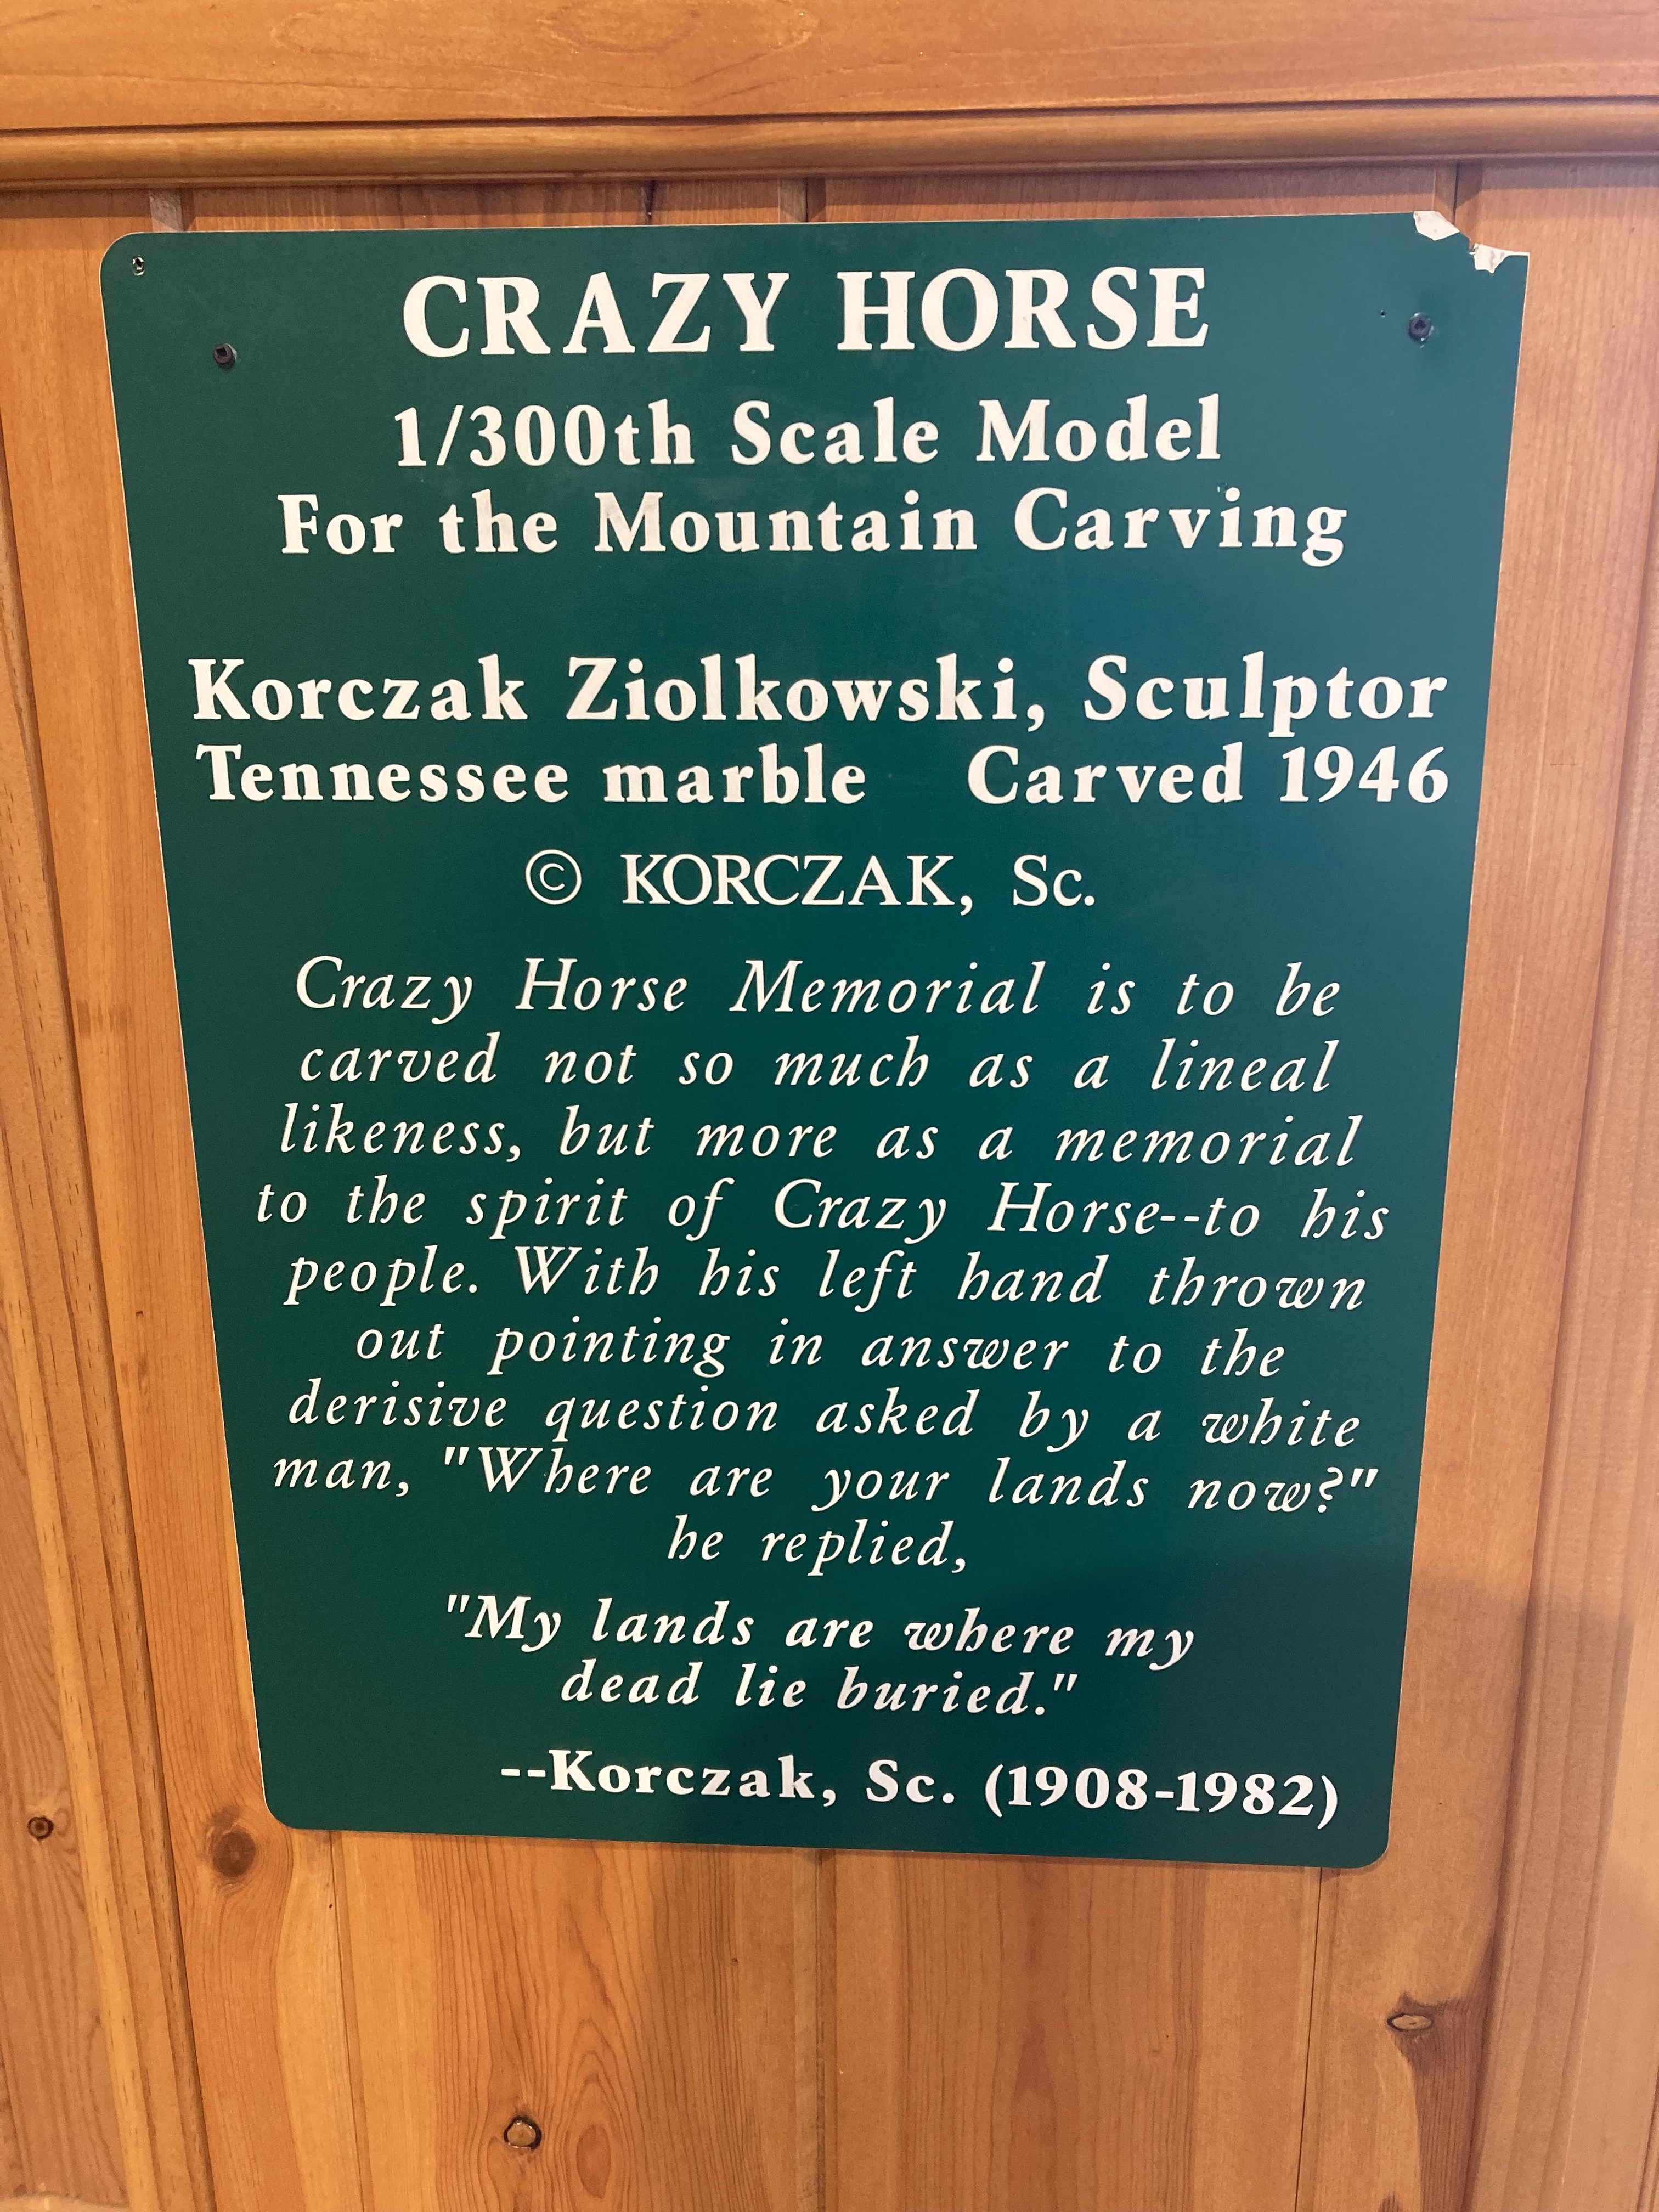 CRAZY HORSE
1/300th Scale Model
For the Mountain Carving
Korczak Ziolkowski, Sculptor
Tennessee marble Carved 1946
© KORCZAK, Sc.
Crazy Horse Memorial is to be
carved not so much as a lineal
likeness, but more as a memorial
to the spirit of Crazy Horse--to his
people. With his left hand thrown
out pointing in answer to the
derisive question asked by a white
man, "Where are your lands now?"
he replied,
"My lands are where my
dead lie buried."
--Korczak, Sc. (1908-1982)